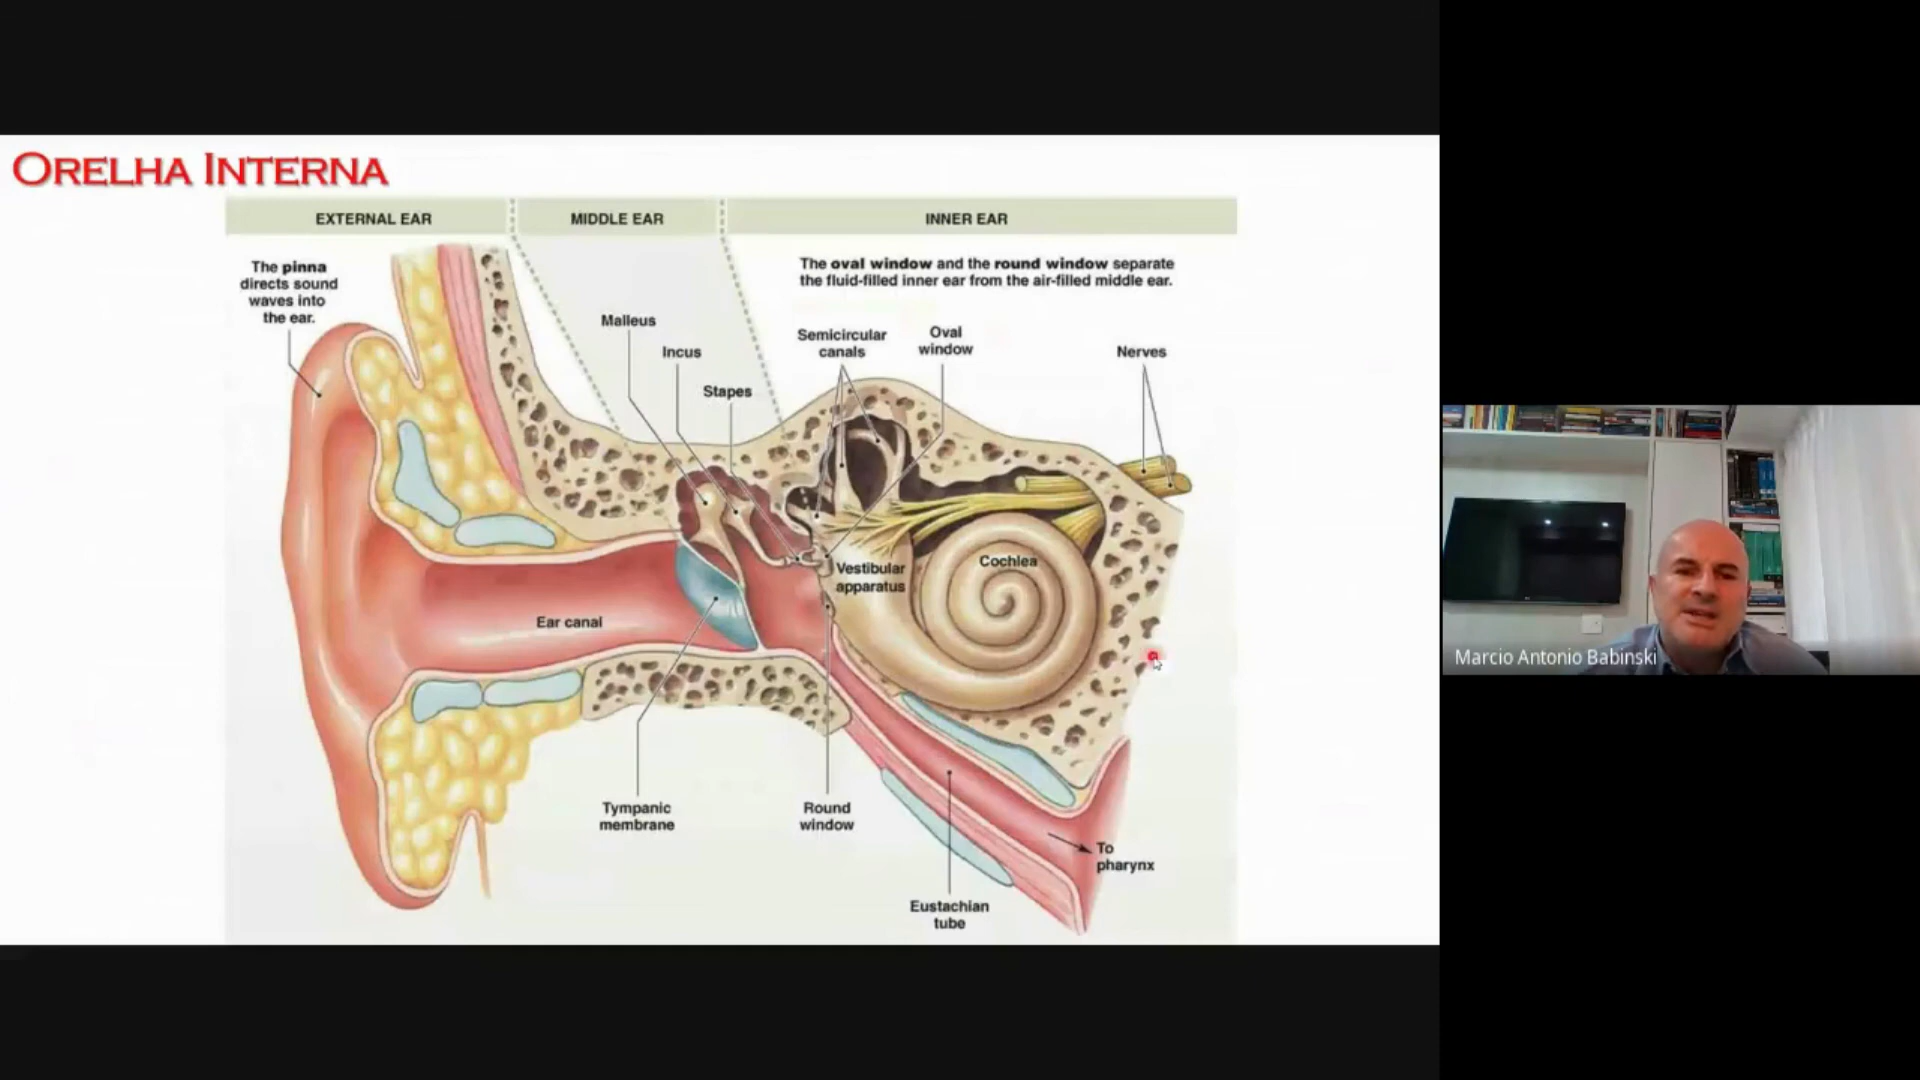 ORELHA INTERNA
EXTERNAL EAR
MIDDLE EAR
INNER EAR
The pinna
directs sound
waves into
the ear.
The oval window and the round window separate
the fluid-filled inner ear from the air-filled middle ear.
Malleus
Incus
Stapes
Semicircular
canals
Oval
window
Nerves
Vestibular
apparatus
Cochlea
Ear canal
Tympanic
membrane
Round
window
Eustachian
tube
To
pharynx
Marcio Antonio Babinski